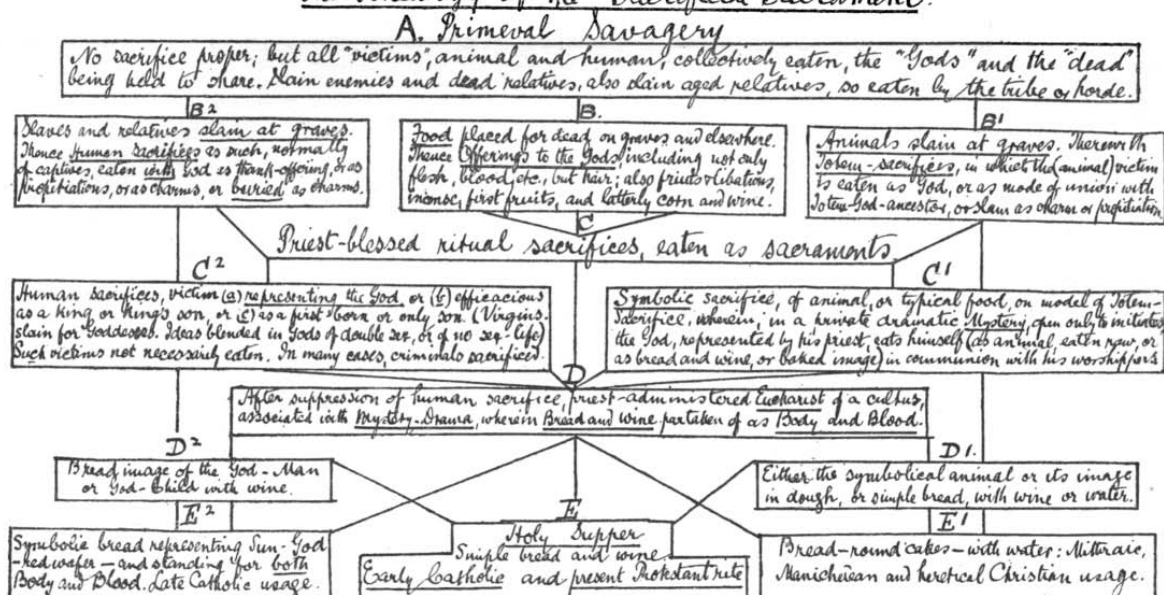 of the Sacrificial Sacrament.
A. Primeval Savagery
No sacrifice proper; but all "victims", animal and human, collectively eaten, the "Gods" and the "dead"
being held to share. Slain enemies and dead relatives, also slain aged relatives, so eaten by the tribe or horde.
B2
Slaves and relatives slain at graves.
Thence Human Sacrifices as such, normally
of captives, eaten with God as thank-offering, or as
propitiations, or as charms, or buried as charms.
B.
Food placed for dead on graves and elsewhere.
Thence Offerings to the Gods, including not only
flesh, blood, etc., but hair; also fruits & libations,
incense, first fruits, and latterly corn and wine.
B1
Animals slain at graves. Therewith
Totem-sacrifices, in which the (animal) victim
is eaten as God, or as mode of union with
Totem-God-ancestor, or slain as charm or propitiation
C
Priest-blessed ritual sacrifices, eaten as sacraments
C2
Human sacrifices, victim (a) representing the God, or (b) efficacious
as a king or king's son, or (c) as a first born or only son. (Virgins
slain for Goddesses. Ideas blended in Gods of double sex, or of no sex-life)
Such victims not necessarily eaten. In many cases, criminals sacrificed.
C1
Symbolic sacrifice, of animal, or typical food, on model of Totem-
Sacrifice, wherein, in a private dramatic Mystery, open only to initiates,
the God, represented by his priest, eats himself (as animal, eaten raw, or
as bread and wine, or baked image) in communion with his worshippers
D
After suppression of human sacrifice, priest-administered Eucharist of a cultus,
associated with Mystery-Drama, wherein Bread and wine partaken of as Body and Blood.
D2
Bread image of the God-Man
or God-Child with wine.
D1.
Either the symbolical animal or its image
in dough, or simple bread, with wine or water.
E2
Symbolic bread representing Sun-God
-red wafer- and standing for both
Body and Blood. Late Catholic usage.
E
Holy Supper
Simple bread and wine
Early Catholic and present Protestant rite
E1
Bread-round cakes-with water: Mithraic,
Manichæan and heretical Christian usage.